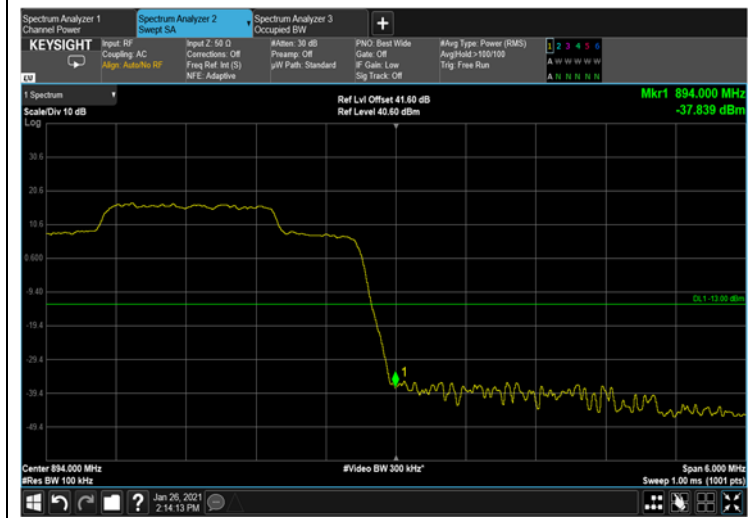 Spectrum Analyzer 1
Channel Power
Spectrum Analyzer 2
Swept SA
Spectrum Analyzer 3
Occupied BW
+
KEYSIGHT
Input: RF
Coupling: AC
Align: Auto/No RF
Input Z: 50 Ω
Corrections: Off
Freq Ref: Int (S)
NFE: Adaptive
#Atten: 30 dB
Preamp: Off
µW Path: Standard
PNO: Best Wide
Gate: Off
IF Gain: Low
Sig Track: Off
#Avg Type: Power (RMS)
Avg|Hold:>100/100
Trig: Free Run
1 2 3 4 5 6
A W W W W W
A N N N N N
1 Spectrum
Scale/Div 10 dB
Log
Ref Lvl Offset 41.60 dB
Ref Level 40.60 dBm
Mkr1 894.000 MHz
-37.839 dBm
30.6
20.6
10.6
0.600
-9.40
DL1 -13.00 dBm
-19.4
-29.4
1
-39.4
-49.4
Center 894.000 MHz
#Res BW 100 kHz
#Video BW 300 kHz*
Span 6.000 MHz
Sweep 1.00 ms (1001 pts)
?
Jan 26, 2021
2:14:13 PM